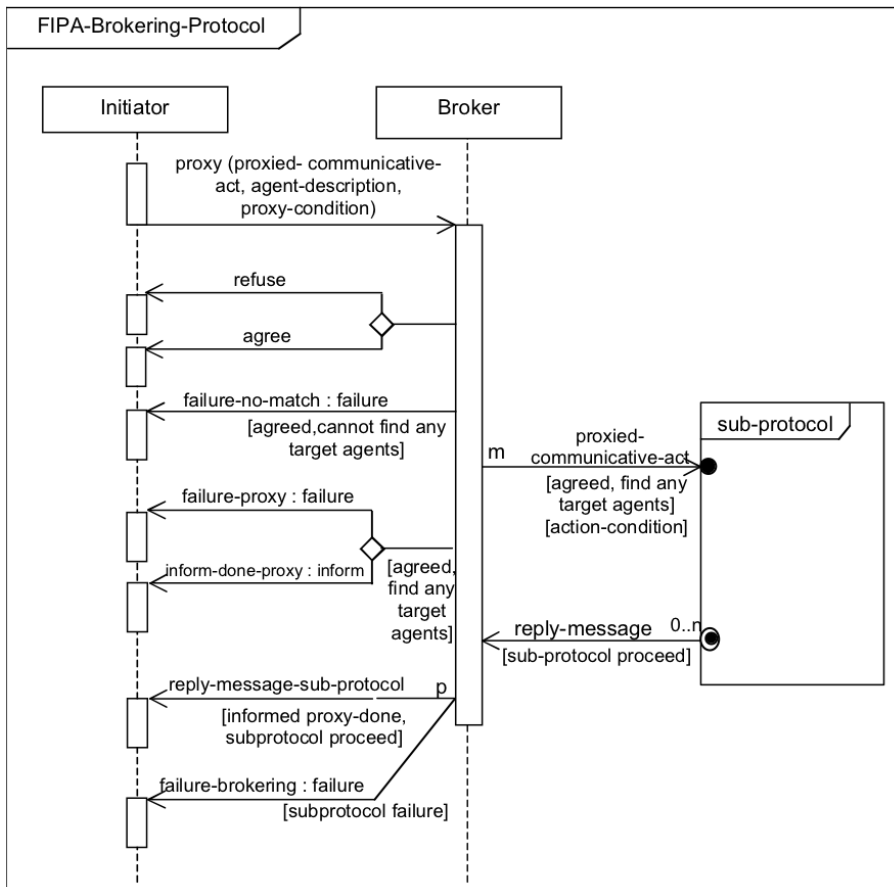 FIPA-Brokering-Protocol
Initiator
Broker
proxy (proxied- communicative-
act, agent-description,
proxy-condition)
refuse
agree
failure-no-match : failure
[agreed,cannot find any
target agents]
sub-protocol
m
proxied-
communicative-act
[agreed, find any
target agents]
[action-condition]
failure-proxy : failure
inform-done-proxy : inform
[agreed,
find any
target
agents]
reply-message
0..n
[sub-protocol proceed]
reply-message-sub-protocol
p
[informed proxy-done,
subprotocol proceed]
failure-brokering : failure
[subprotocol failure]